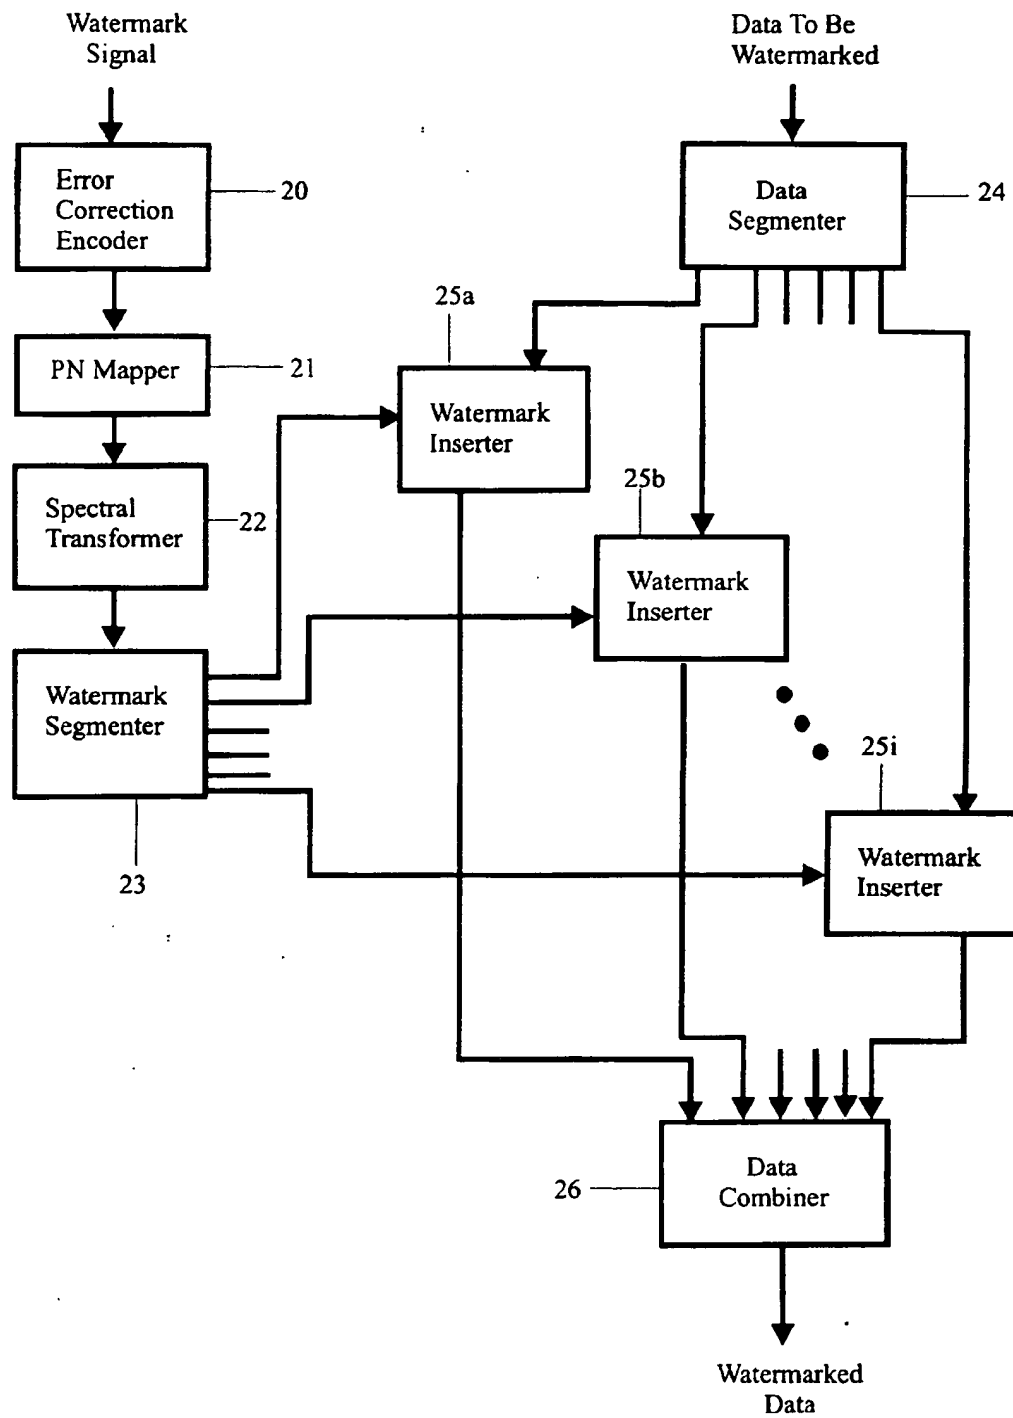 Watermark
Signal
Data To Be
Watermarked
Error
Correction
Encoder
20
Data
Segmenter
24
25a
PN Mapper
21
Watermark
Inserter
25b
Spectral
Transformer
22
Watermark
Inserter
Watermark
Segmenter
23
25i
Watermark
Inserter
26
Data
Combiner
Watermarked
Data